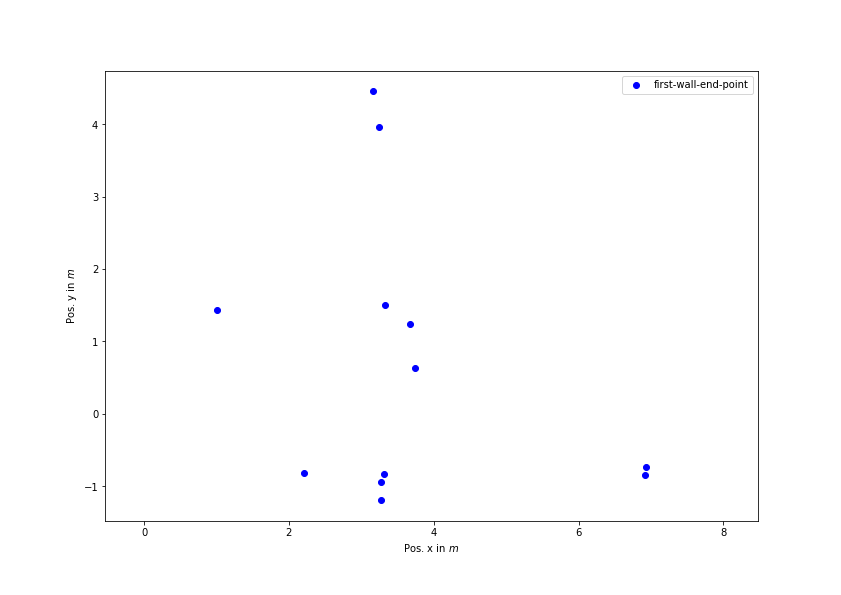 first-wall-end-point
4
3
2
1
0
−1
Pos. y in m
0 2 4 6 8
Pos. x in m